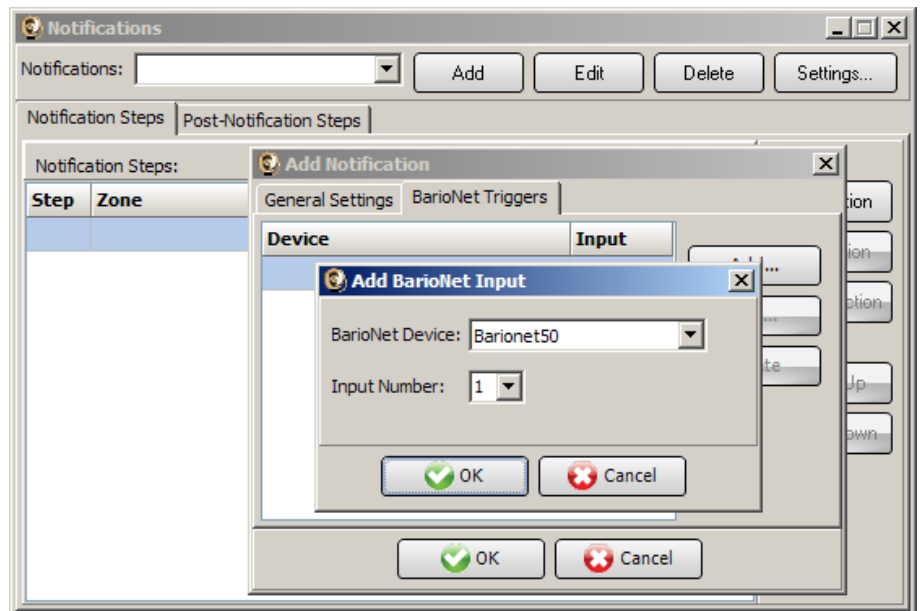 Notifications
Notifications: Add Edit Delete Settings...
Notification Steps Post-Notification Steps
Notification Steps:
Step Zone
Add Notification
General Settings BarioNet Triggers
Device Input
Add BarioNet Input
BarioNet Device: Barionet50
Input Number: 1
OK Cancel
OK Cancel